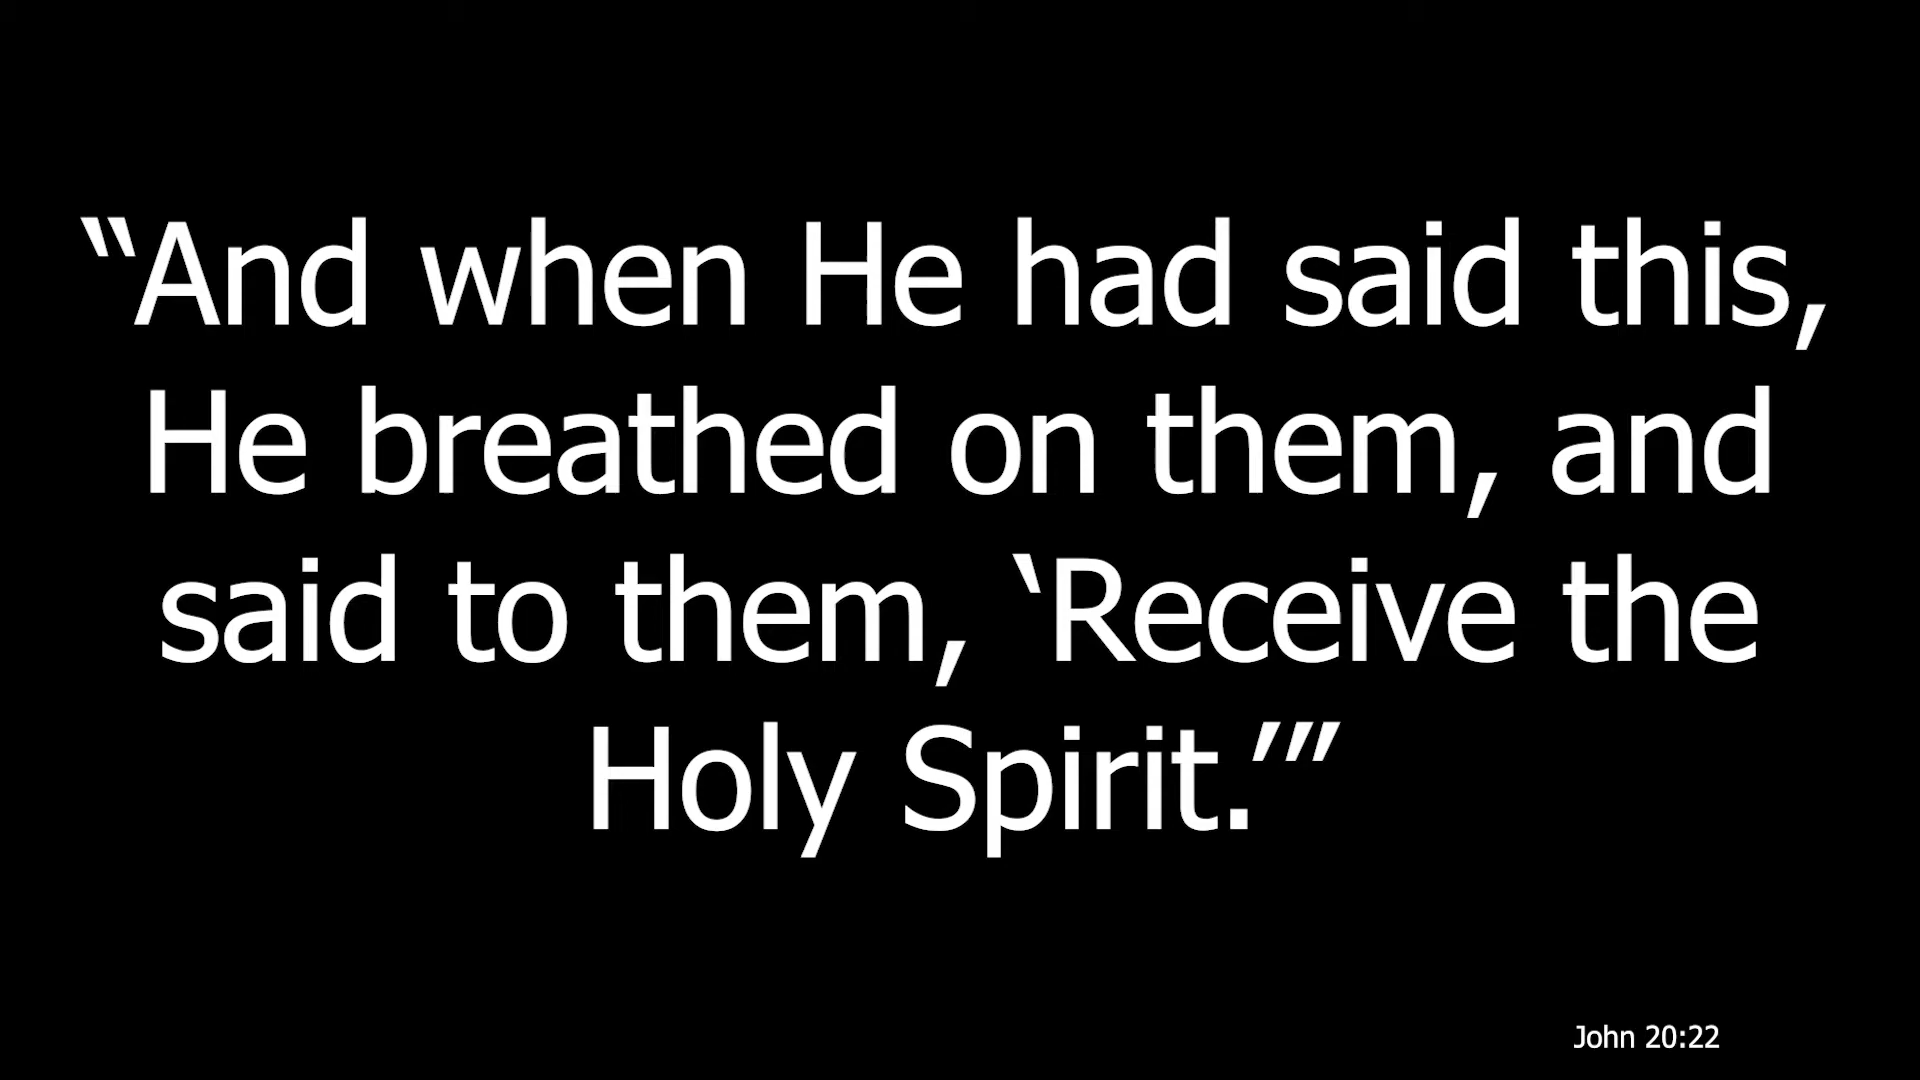 “And when He had said this,
He breathed on them, and
said to them, ‘Receive the
Holy Spirit.’”
John 20:22